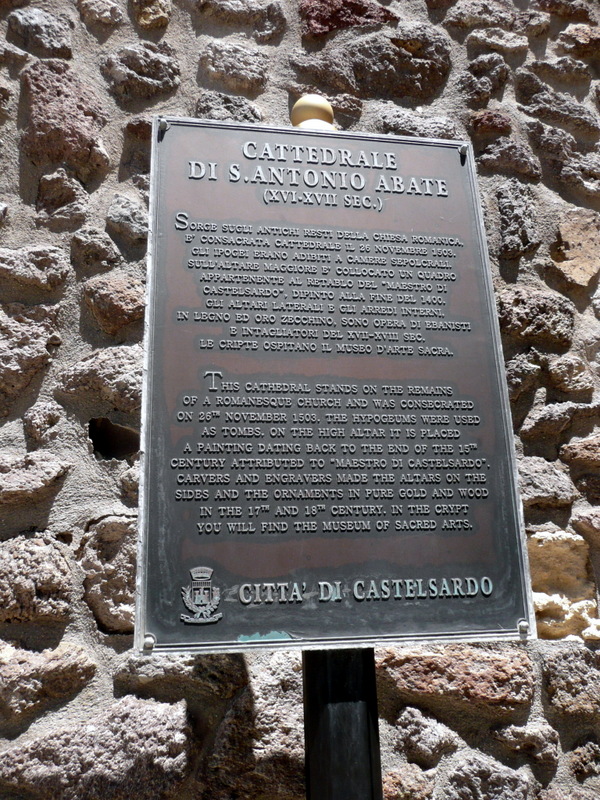 CATTEDRALE
DI S.ANTONIO ABATE
(XVI-XVII SEC.)
SORGE SUGLI ANTICHI RESTI DELLA CHIESA ROMANICA.
E' CONSACRATA CATTEDRALE IL 26 NOVEMBRE 1503.
GLI IPOGEI ERANO ADIBITI A CAMERE SEPOLCRALI.
SULL'ALTARE MAGGIORE E' COLLOCATO UN QUADRO
APPARTENENTE AL RETABLO DEL "MAESTRO DI
CASTELSARDO", DIPINTO ALLA FINE DEL 1400.
GLI ALTARI LATERALI E GLI ARREDI INTERNI,
IN LEGNO ED ORO ZECCHINO, SONO OPERA DI EBANISTI
E INTAGLIATORI DEL XVII-XVIII SEC.
LE CRIPTE OSPITANO IL MUSEO D'ARTE SACRA.
THIS CATHEDRAL STANDS ON THE REMAINS
OF A ROMANESQUE CHURCH AND WAS CONSECRATED
ON 26TH NOVEMBER 1503. THE HYPOGEUMS WERE USED
AS TOMBS. ON THE HIGH ALTAR IT IS PLACED
A PAINTING DATING BACK TO THE END OF THE 15TH
CENTURY ATTRIBUTED TO "MAESTRO DI CASTELSARDO".
CARVERS AND ENGRAVERS MADE THE ALTARS ON THE
SIDES AND THE ORNAMENTS IN PURE GOLD AND WOOD
IN THE 17TH AND 18TH CENTURY. IN THE CRYPT
YOU WILL FIND THE MUSEUM OF SACRED ARTS.
CITTA' DI CASTELSARDO